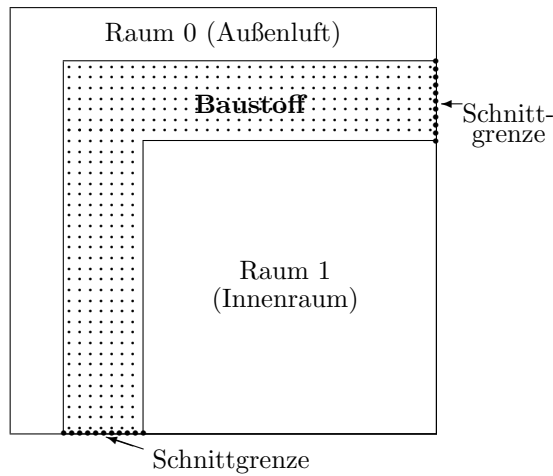 Raum 0 (Außenluft)
Baustoff
Schnitt-
grenze
Raum 1
(Innenraum)
Schnittgrenze